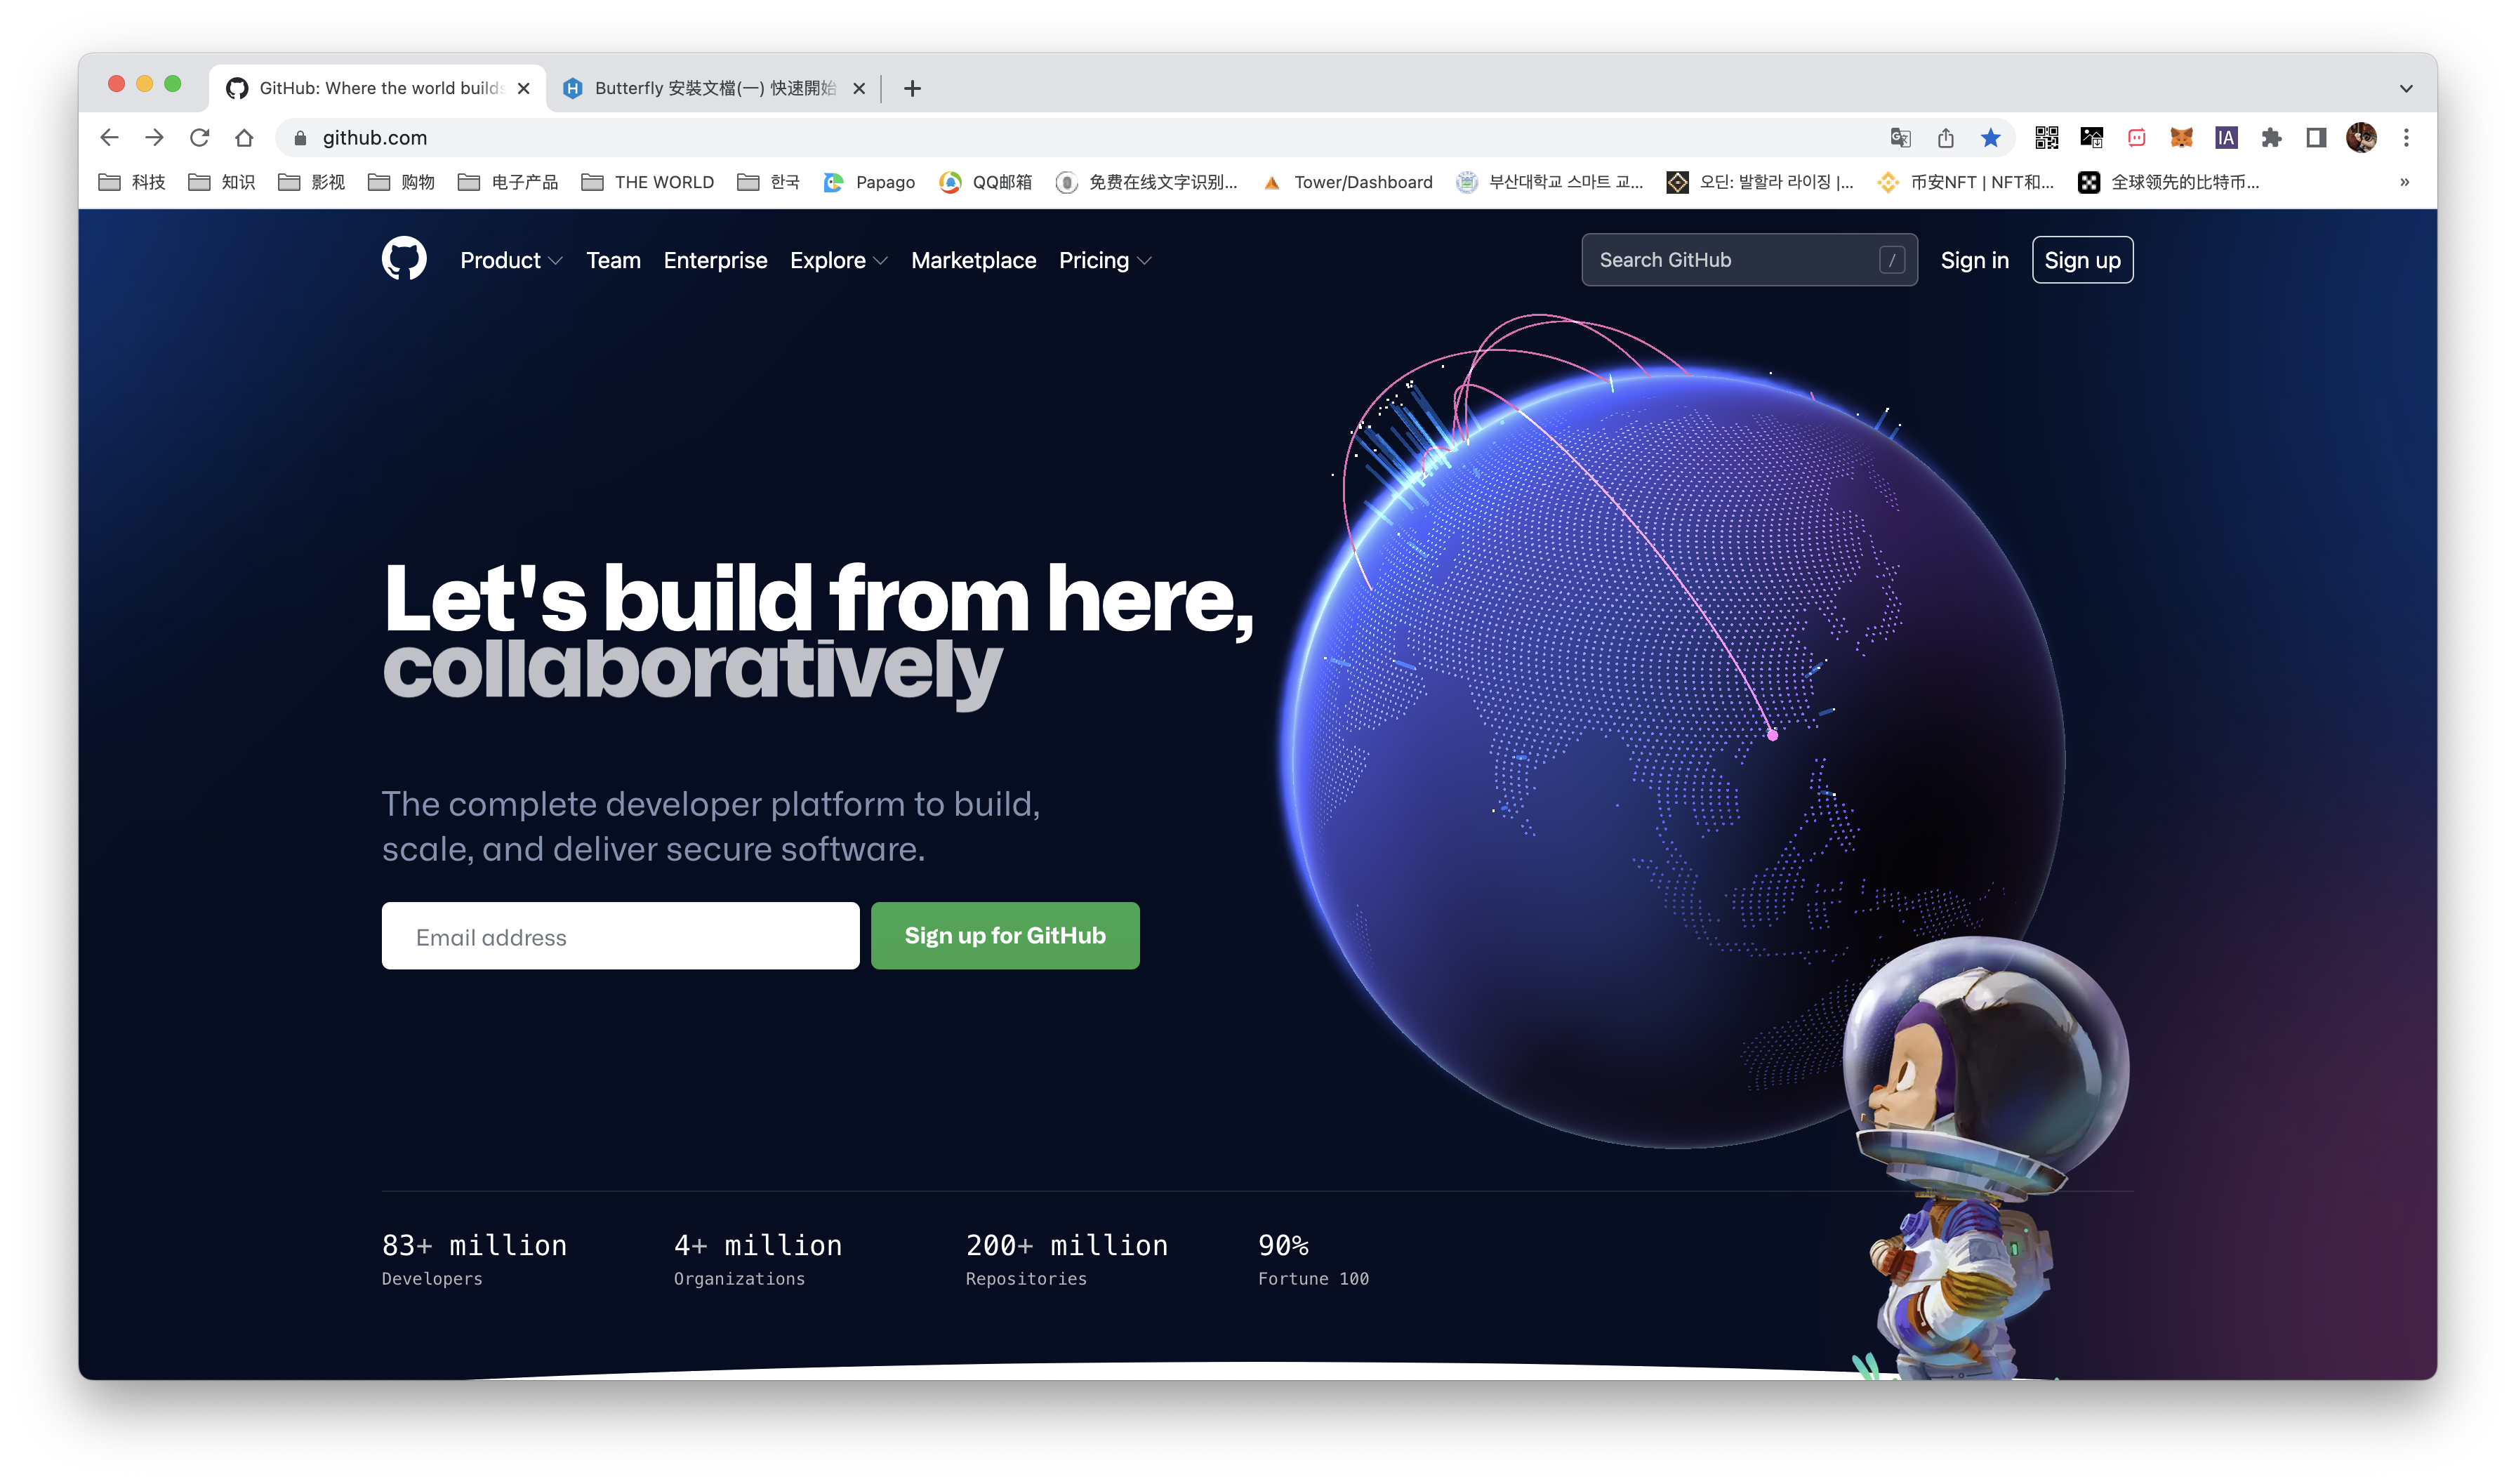 GitHub: Where the world builds
Butterfly 安裝文檔(一) 快速開始
github.com
科技 知识 影视 购物 电子产品 THE WORLD 한국 Papago QQ邮箱 免费在线文字识别... Tower/Dashboard 부산대학교 스마트 교... 오딘: 발할라 라이징 |... 币安NFT | NFT和... 全球领先的比特币... »
Product Team Enterprise Explore Marketplace Pricing Search GitHub / Sign in Sign up
Let's build from here,
collaboratively
The complete developer platform to build,
scale, and deliver secure software.
Email address Sign up for GitHub
83+ million 4+ million 200+ million 90%
Developers Organizations Repositories Fortune 100